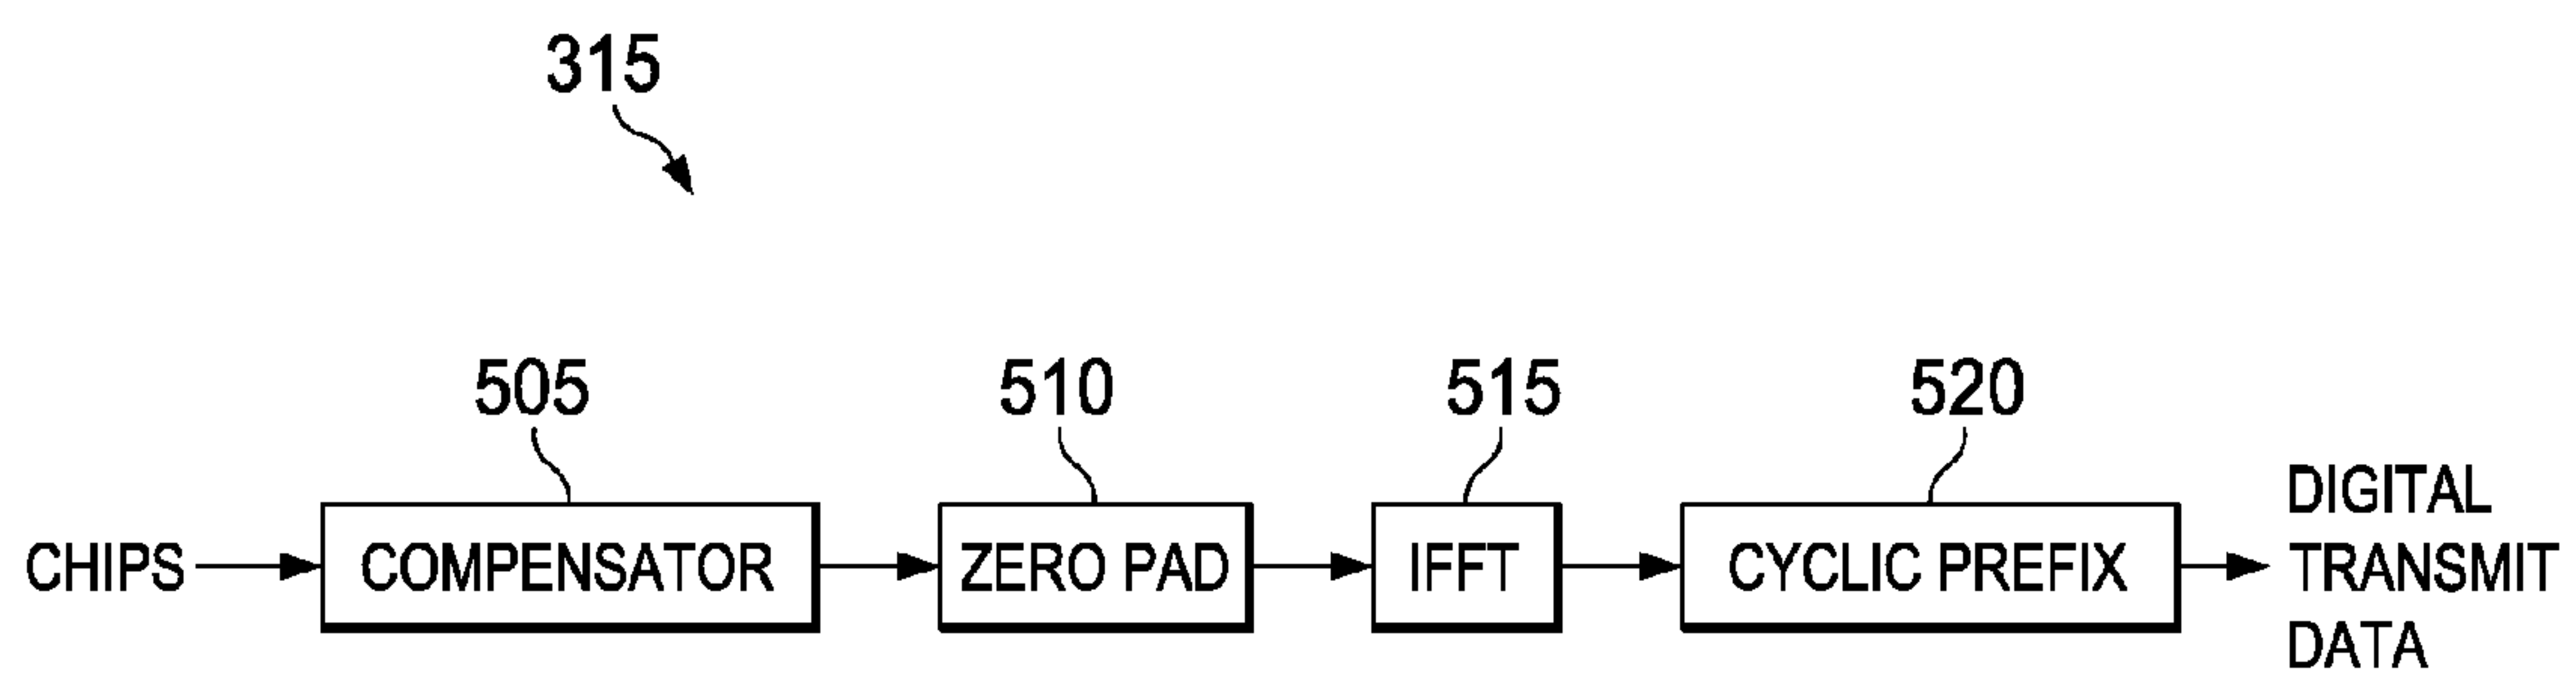 315
505
510
515
520
CHIPS
COMPENSATOR
ZERO PAD
IFFT
CYCLIC PREFIX
DIGITAL
TRANSMIT
DATA